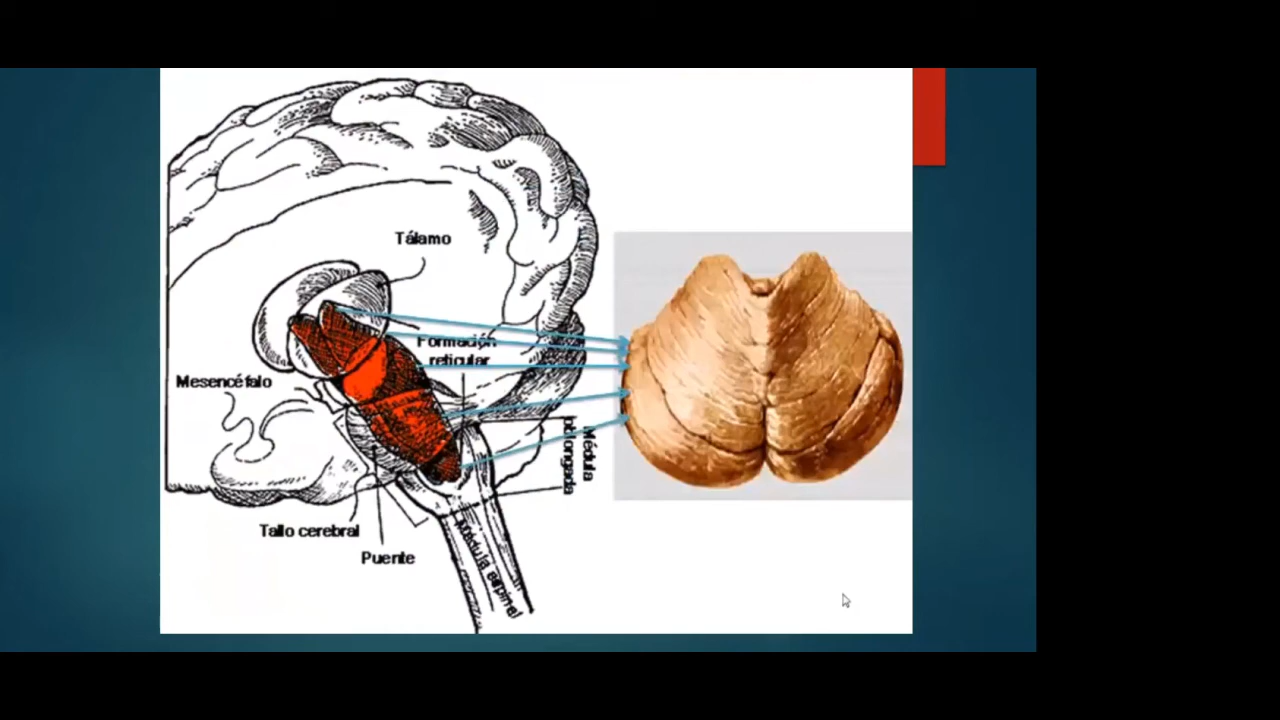 Tálamo
Formación
reticular
Mesencéfalo
Médula
oblongada
Tallo cerebral
Puente
Médula espinal